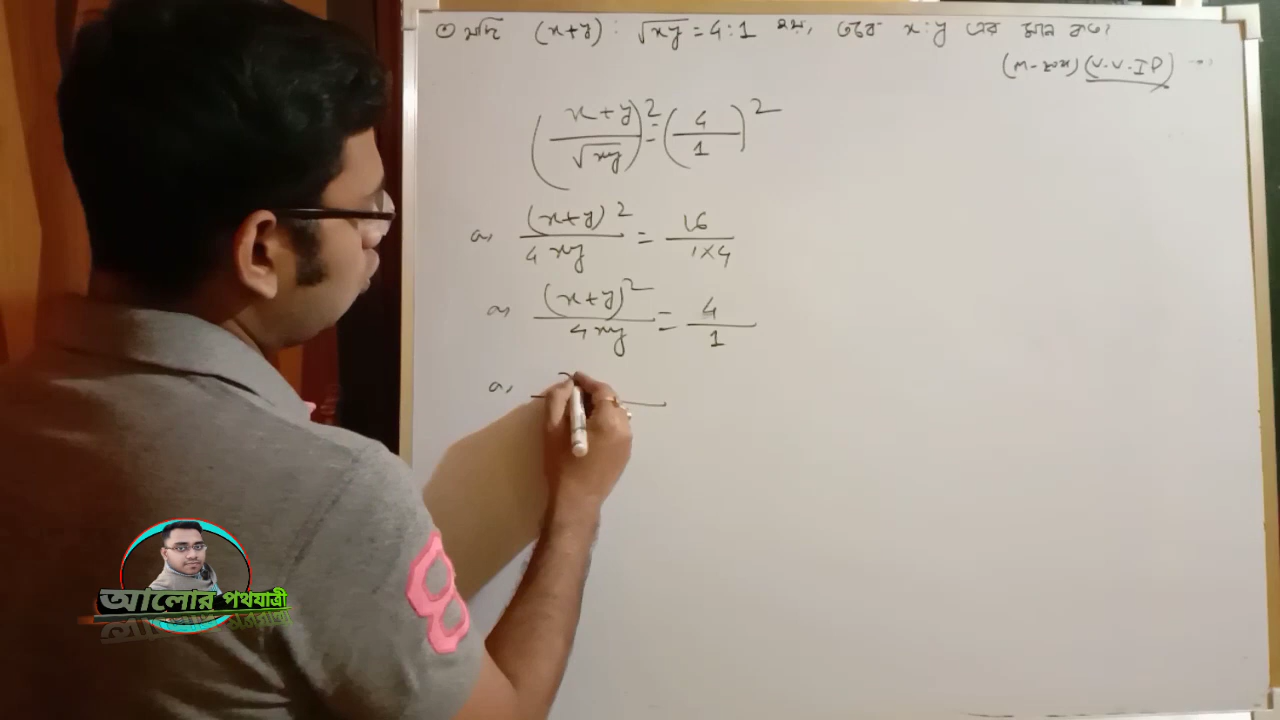 যদি (x+y) : √xy = 4 : 1 হয়, তবে x : y এর মান কত।
(V.V.IP)
(x+y / √xy)² = (4 / 1)²
a, (x+y)² / 4xy = 16 / 1×4
a, (x+y)² / 4xy = 4 / 1
a,
আলোর পথযাত্রী